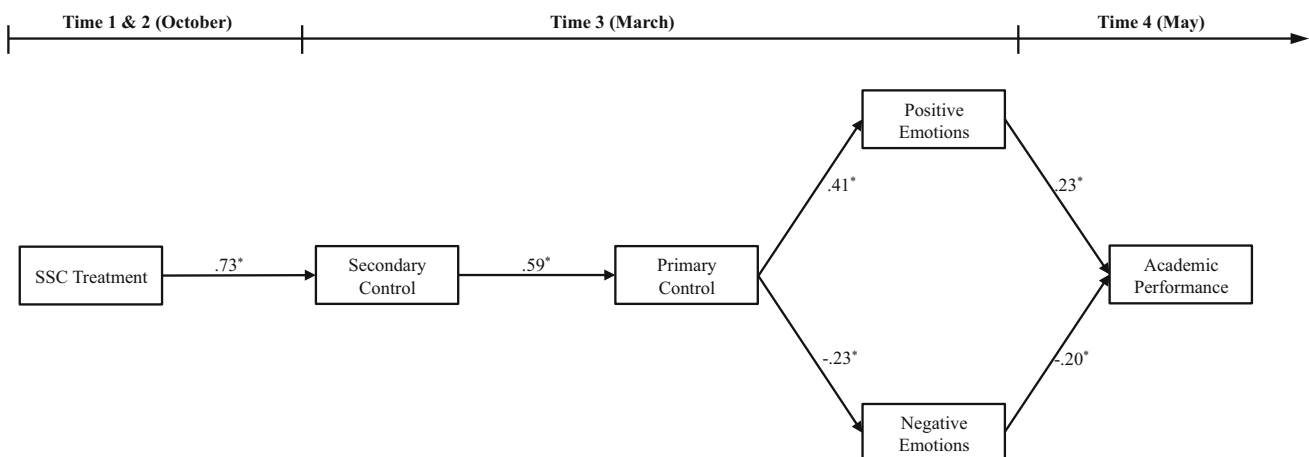 Time 1 & 2 (October)
Time 3 (March)
Time 4 (May)
Positive
Emotions
.41*
.23*
SSC Treatment
.73*
Secondary
Control
.59*
Primary
Control
Academic
Performance
-.23*
-.20*
Negative
Emotions